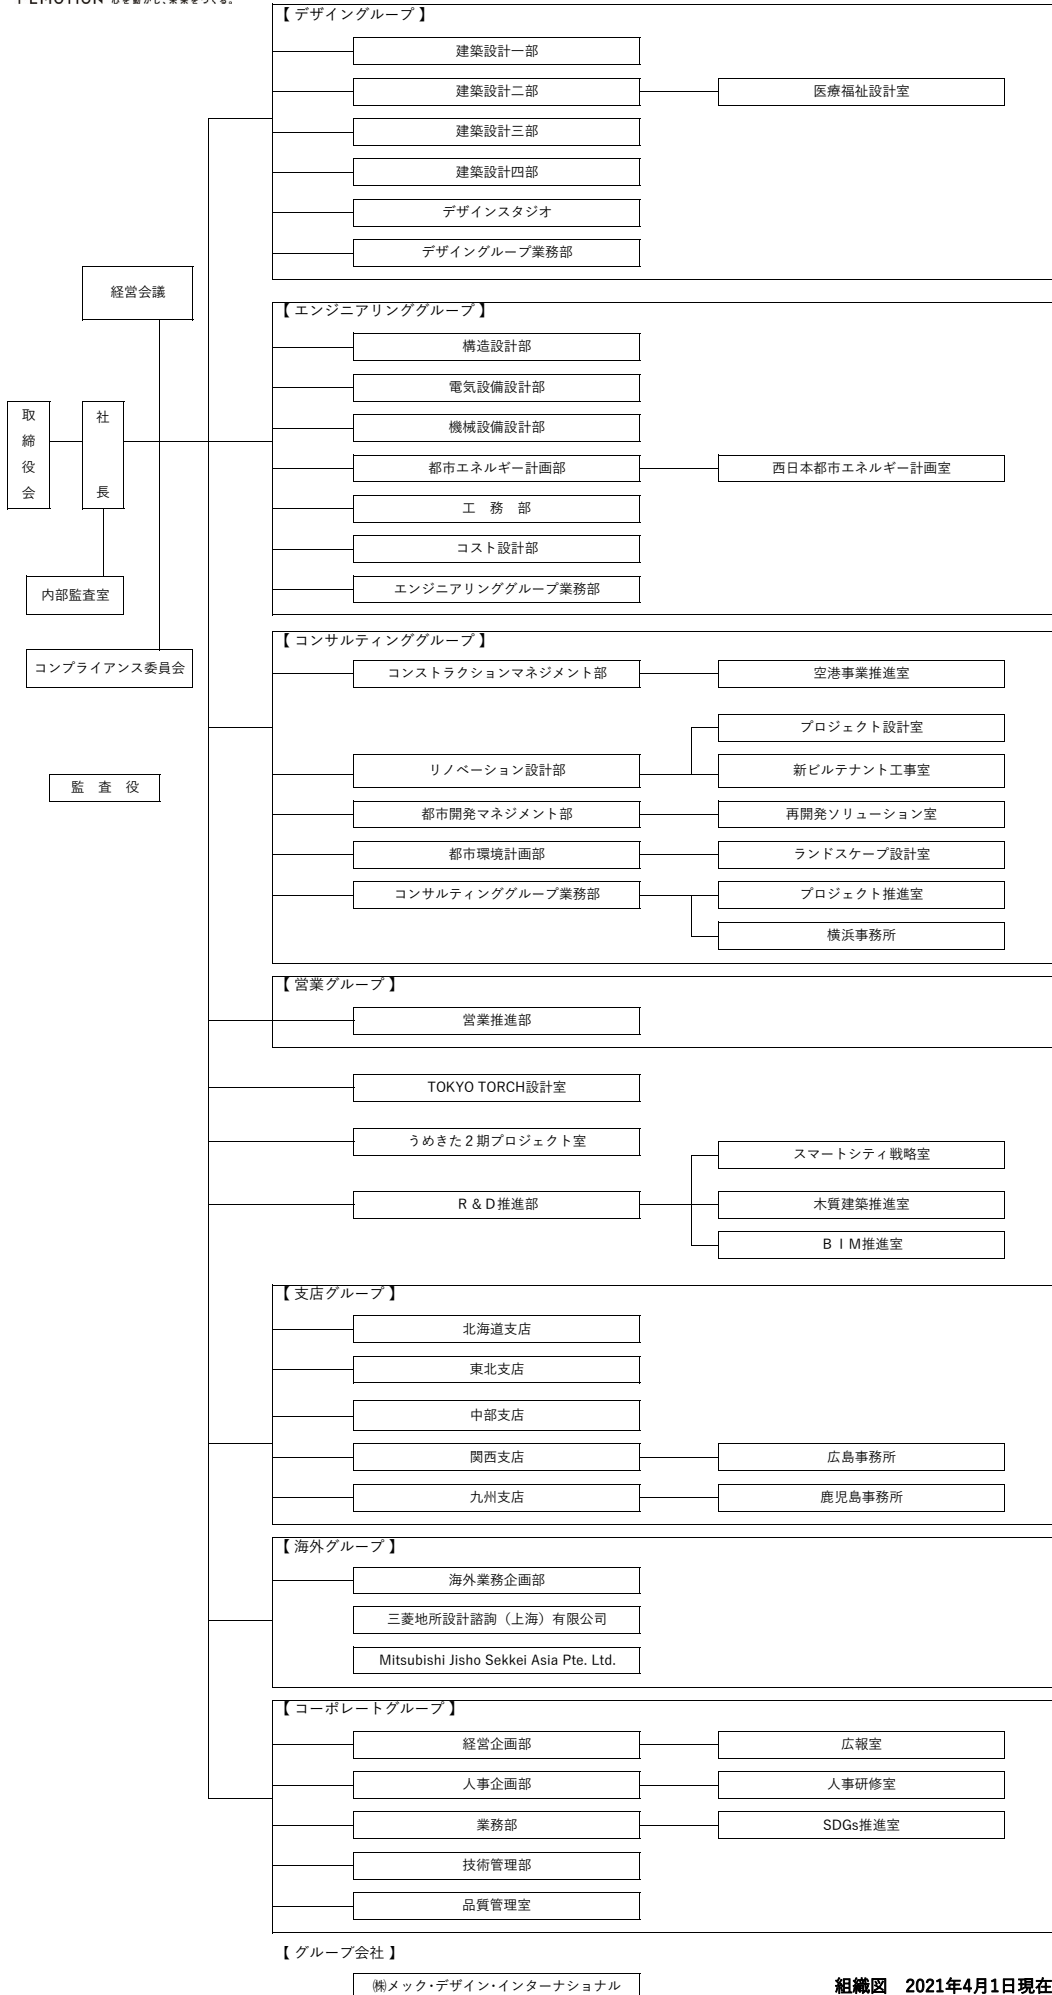 【 デザイングループ 】
建築設計一部
建築設計二部
医療福祉設計室
建築設計三部
建築設計四部
デザインスタジオ
デザイングループ業務部
経営会議
取締役会
社長
内部監査室
コンプライアンス委員会
監査役
【 エンジニアリンググループ 】
構造設計部
電気設備設計部
機械設備設計部
都市エネルギー計画部
西日本都市エネルギー計画室
工 務 部
コスト設計部
エンジニアリンググループ業務部
【 コンサルティンググループ 】
コンストラクションマネジメント部
空港事業推進室
プロジェクト設計室
リノベーション設計部
新ビルテナント工事室
都市開発マネジメント部
再開発ソリューション室
都市環境計画部
ランドスケープ設計室
コンサルティンググループ業務部
プロジェクト推進室
横浜事務所
【 営業グループ 】
営業推進部
TOKYO TORCH設計室
うめきた２期プロジェクト室
スマートシティ戦略室
Ｒ＆Ｄ推進部
木質建築推進室
ＢＩＭ推進室
【 支店グループ 】
北海道支店
東北支店
中部支店
関西支店
広島事務所
九州支店
鹿児島事務所
【 海外グループ 】
海外業務企画部
三菱地所設計諮詢（上海）有限公司
Mitsubishi Jisho Sekkei Asia Pte. Ltd.
【 コーポレートグループ 】
経営企画部
広報室
人事企画部
人事研修室
業務部
SDGs推進室
技術管理部
品質管理室
【 グループ会社 】
㈱メック・デザイン・インターナショナル
組織図　2021年4月1日現在